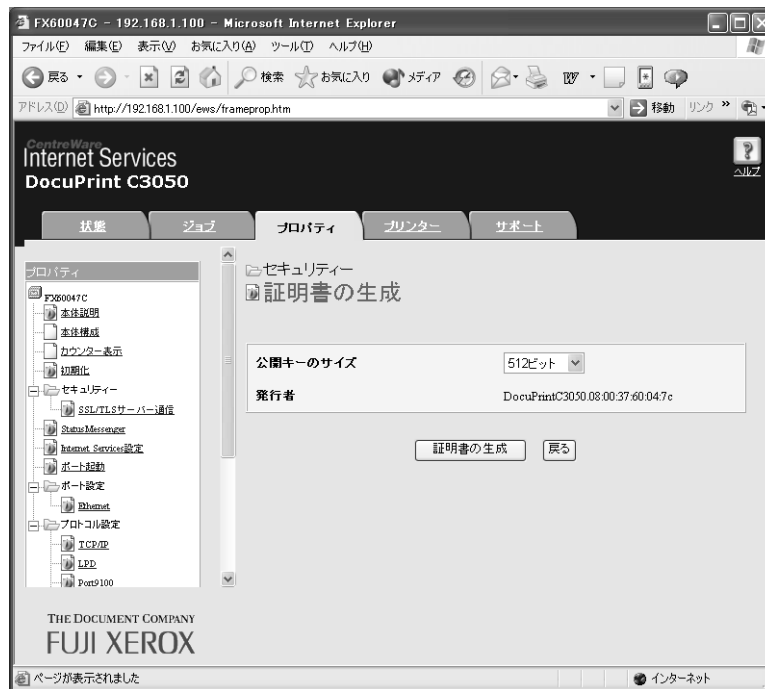 FX60047C - 192.168.1.100 - Microsoft Internet Explorer
ファイル(F) 編集(E) 表示(V) お気に入り(A) ツール(T) ヘルプ(H)
戻る 検索 お気に入り メディア
アドレス(D) http://192.168.1.100/ews/frameprop.htm 移動 リンク »
CentreWare
Internet Services
DocuPrint C3050
ヘルプ
状態 ジョブ プロパティ プリンター サポート
プロパティ
FX60047C
本体説明
本体構成
カウンター表示
初期化
セキュリティー
SSL/TLSサーバー通信
StatusMessenger
Internet Services設定
ポート起動
ポート設定
Ethernet
プロトコル設定
TCP/IP
LPD
Port9100
セキュリティー
証明書の生成
公開キーのサイズ 512ビット
発行者 DocuPrintC3050.08:00:37:60:04:7c
証明書の生成 戻る
THE DOCUMENT COMPANY
FUJI XEROX
ページが表示されました インターネット